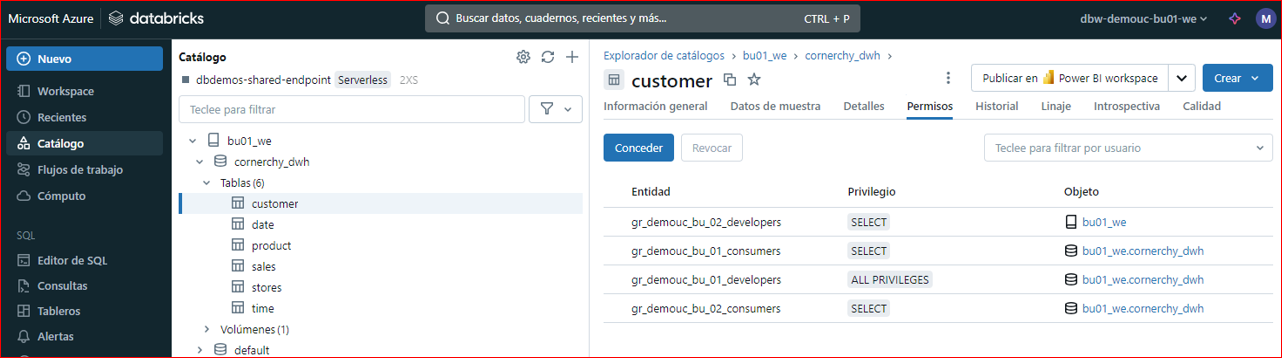 Microsoft Azure databricks Buscar datos, cuadernos, recientes y más... CTRL + P dbw-demouc-bu01-we M
Nuevo
Workspace
Recientes
Catálogo
Flujos de trabajo
Cómputo
SQL
Editor de SQL
Consultas
Tableros
Alertas
Catálogo
dbdemos-shared-endpoint Serverless 2XS
Teclee para filtrar
bu01_we
cornerchy_dwh
Tablas (6)
customer
date
product
sales
stores
time
Volúmenes (1)
default
Explorador de catálogos > bu01_we > cornerchy_dwh >
customer Publicar en Power BI workspace Crear
Información general Datos de muestra Detalles Permisos Historial Linaje Introspectiva Calidad
Conceder Revocar Teclee para filtrar por usuario
Entidad Privilegio Objeto
gr_demouc_bu_02_developers SELECT bu01_we
gr_demouc_bu_01_consumers SELECT bu01_we.cornerchy_dwh
gr_demouc_bu_01_developers ALL PRIVILEGES bu01_we.cornerchy_dwh
gr_demouc_bu_02_consumers SELECT bu01_we.cornerchy_dwh